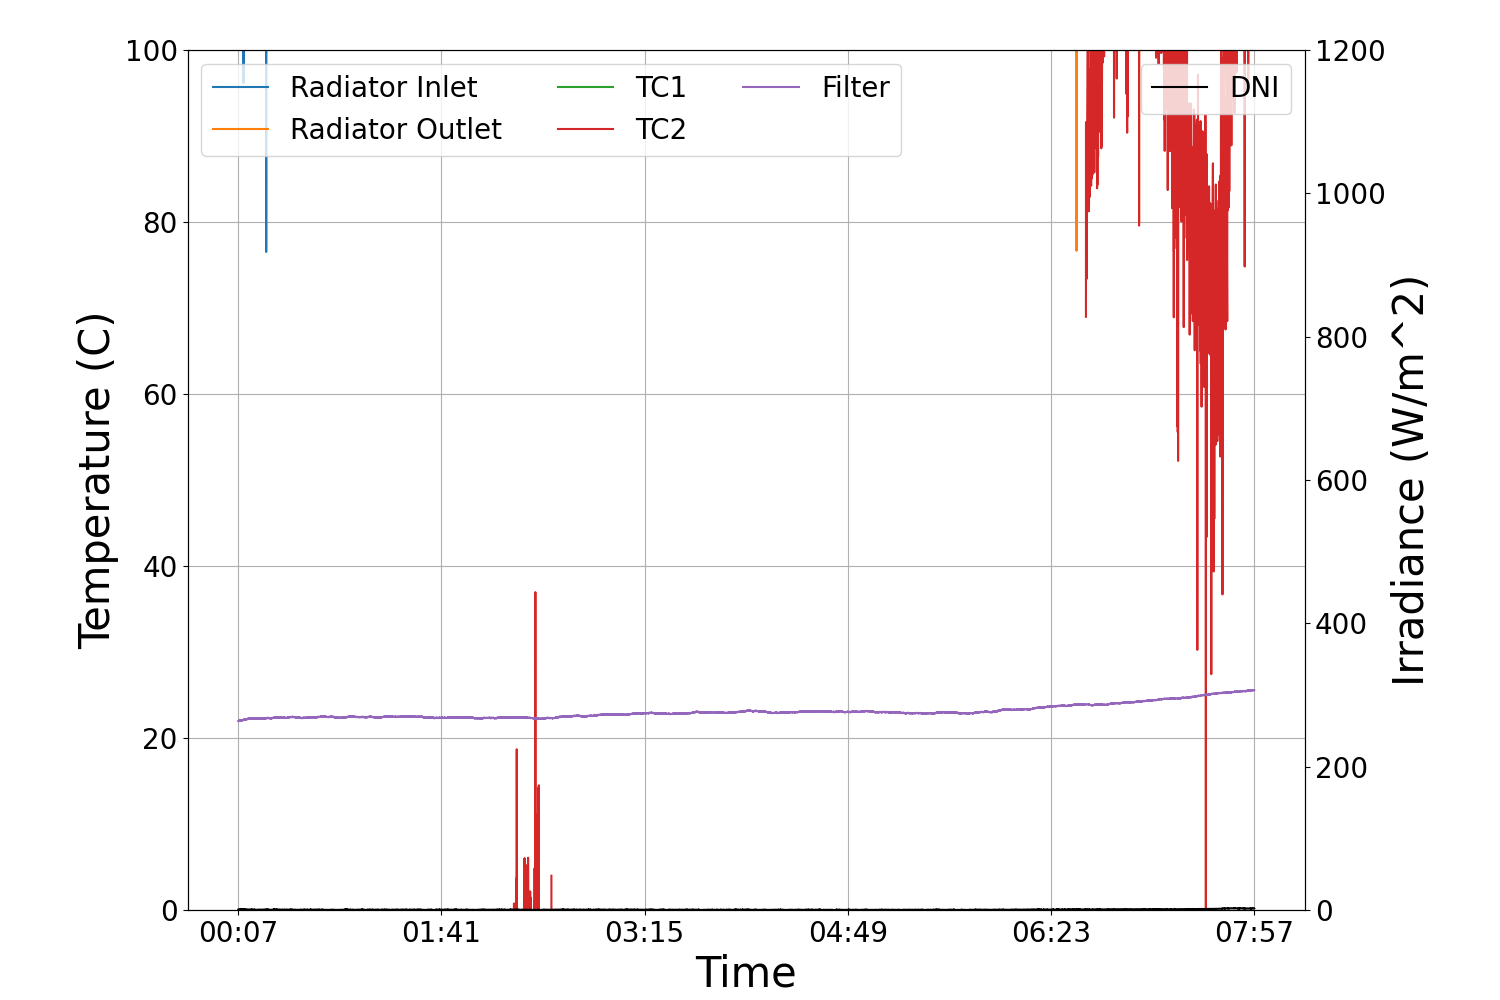 100
80
60
40
20
0
Temperature (C)
Radiator Inlet
Radiator Outlet
TC1
TC2
Filter
DNI
1200
1000
800
600
400
200
0
Irradiance (W/m^2)
00:07 01:41 03:15 04:49 06:23 07:57
Time